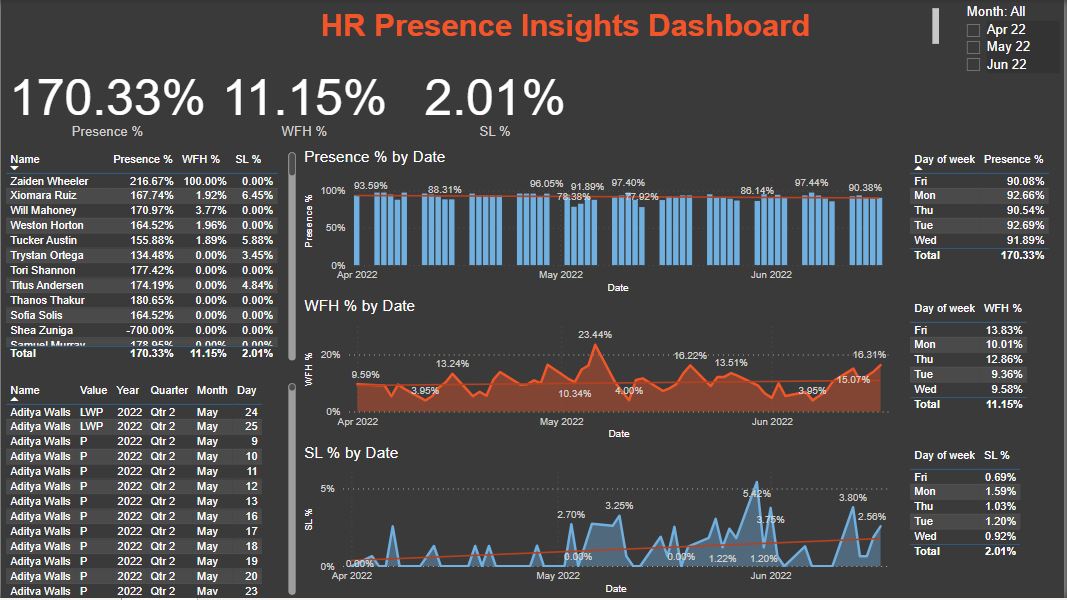 HR Presence Insights Dashboard
Month: All
Apr 22
May 22
Jun 22
170.33% 11.15% 2.01%
Presence % WFH % SL %
Name Presence % WFH % SL %
Zaiden Wheeler 216.67% 100.00% 0.00%
Xiomara Ruiz 167.74% 1.92% 6.45%
Will Mahoney 170.97% 3.77% 0.00%
Weston Horton 164.52% 1.96% 0.00%
Tucker Austin 155.88% 1.89% 5.88%
Trystan Ortega 134.48% 0.00% 3.45%
Tori Shannon 177.42% 0.00% 0.00%
Titus Andersen 174.19% 0.00% 4.84%
Thanos Thakur 180.65% 0.00% 0.00%
Sofia Solis 164.52% 0.00% 0.00%
Shea Zuniga -700.00% 0.00% 0.00%
Samuel Murray 178.95% 0.00% 0.00%
Total 170.33% 11.15% 2.01%
Presence % by Date
Presence %
100%
50%
0%
93.59% 88.31% 96.05% 78.38% 91.89% 97.40% 77.92% 86.14% 97.44% 90.38%
Apr 2022 May 2022 Jun 2022
Date
Day of week Presence %
Fri 90.08%
Mon 92.66%
Thu 90.54%
Tue 92.69%
Wed 91.89%
Total 170.33%
WFH % by Date
WFH %
20%
0%
9.59% 3.95% 13.24% 10.34% 23.44% 4.00% 16.22% 13.51% 3.95% 15.07% 16.31%
Apr 2022 May 2022 Jun 2022
Date
Day of week WFH %
Fri 13.83%
Mon 10.01%
Thu 12.86%
Tue 9.36%
Wed 9.58%
Total 11.15%
Name Value Year Quarter Month Day
Aditya Walls LWP 2022 Qtr 2 May 24
Aditya Walls LWP 2022 Qtr 2 May 25
Aditya Walls P 2022 Qtr 2 May 9
Aditya Walls P 2022 Qtr 2 May 10
Aditya Walls P 2022 Qtr 2 May 11
Aditya Walls P 2022 Qtr 2 May 12
Aditya Walls P 2022 Qtr 2 May 13
Aditya Walls P 2022 Qtr 2 May 16
Aditya Walls P 2022 Qtr 2 May 17
Aditya Walls P 2022 Qtr 2 May 18
Aditya Walls P 2022 Qtr 2 May 19
Aditya Walls P 2022 Qtr 2 May 20
Aditya Walls P 2022 Qtr 2 May 23
SL % by Date
SL %
5%
0%
0.00% 2.70% 0.00% 3.25% 0.00% 1.22% 5.42% 1.20% 3.75% 3.80% 2.56%
Apr 2022 May 2022 Jun 2022
Date
Day of week SL %
Fri 0.69%
Mon 1.59%
Thu 1.03%
Tue 1.20%
Wed 0.92%
Total 2.01%